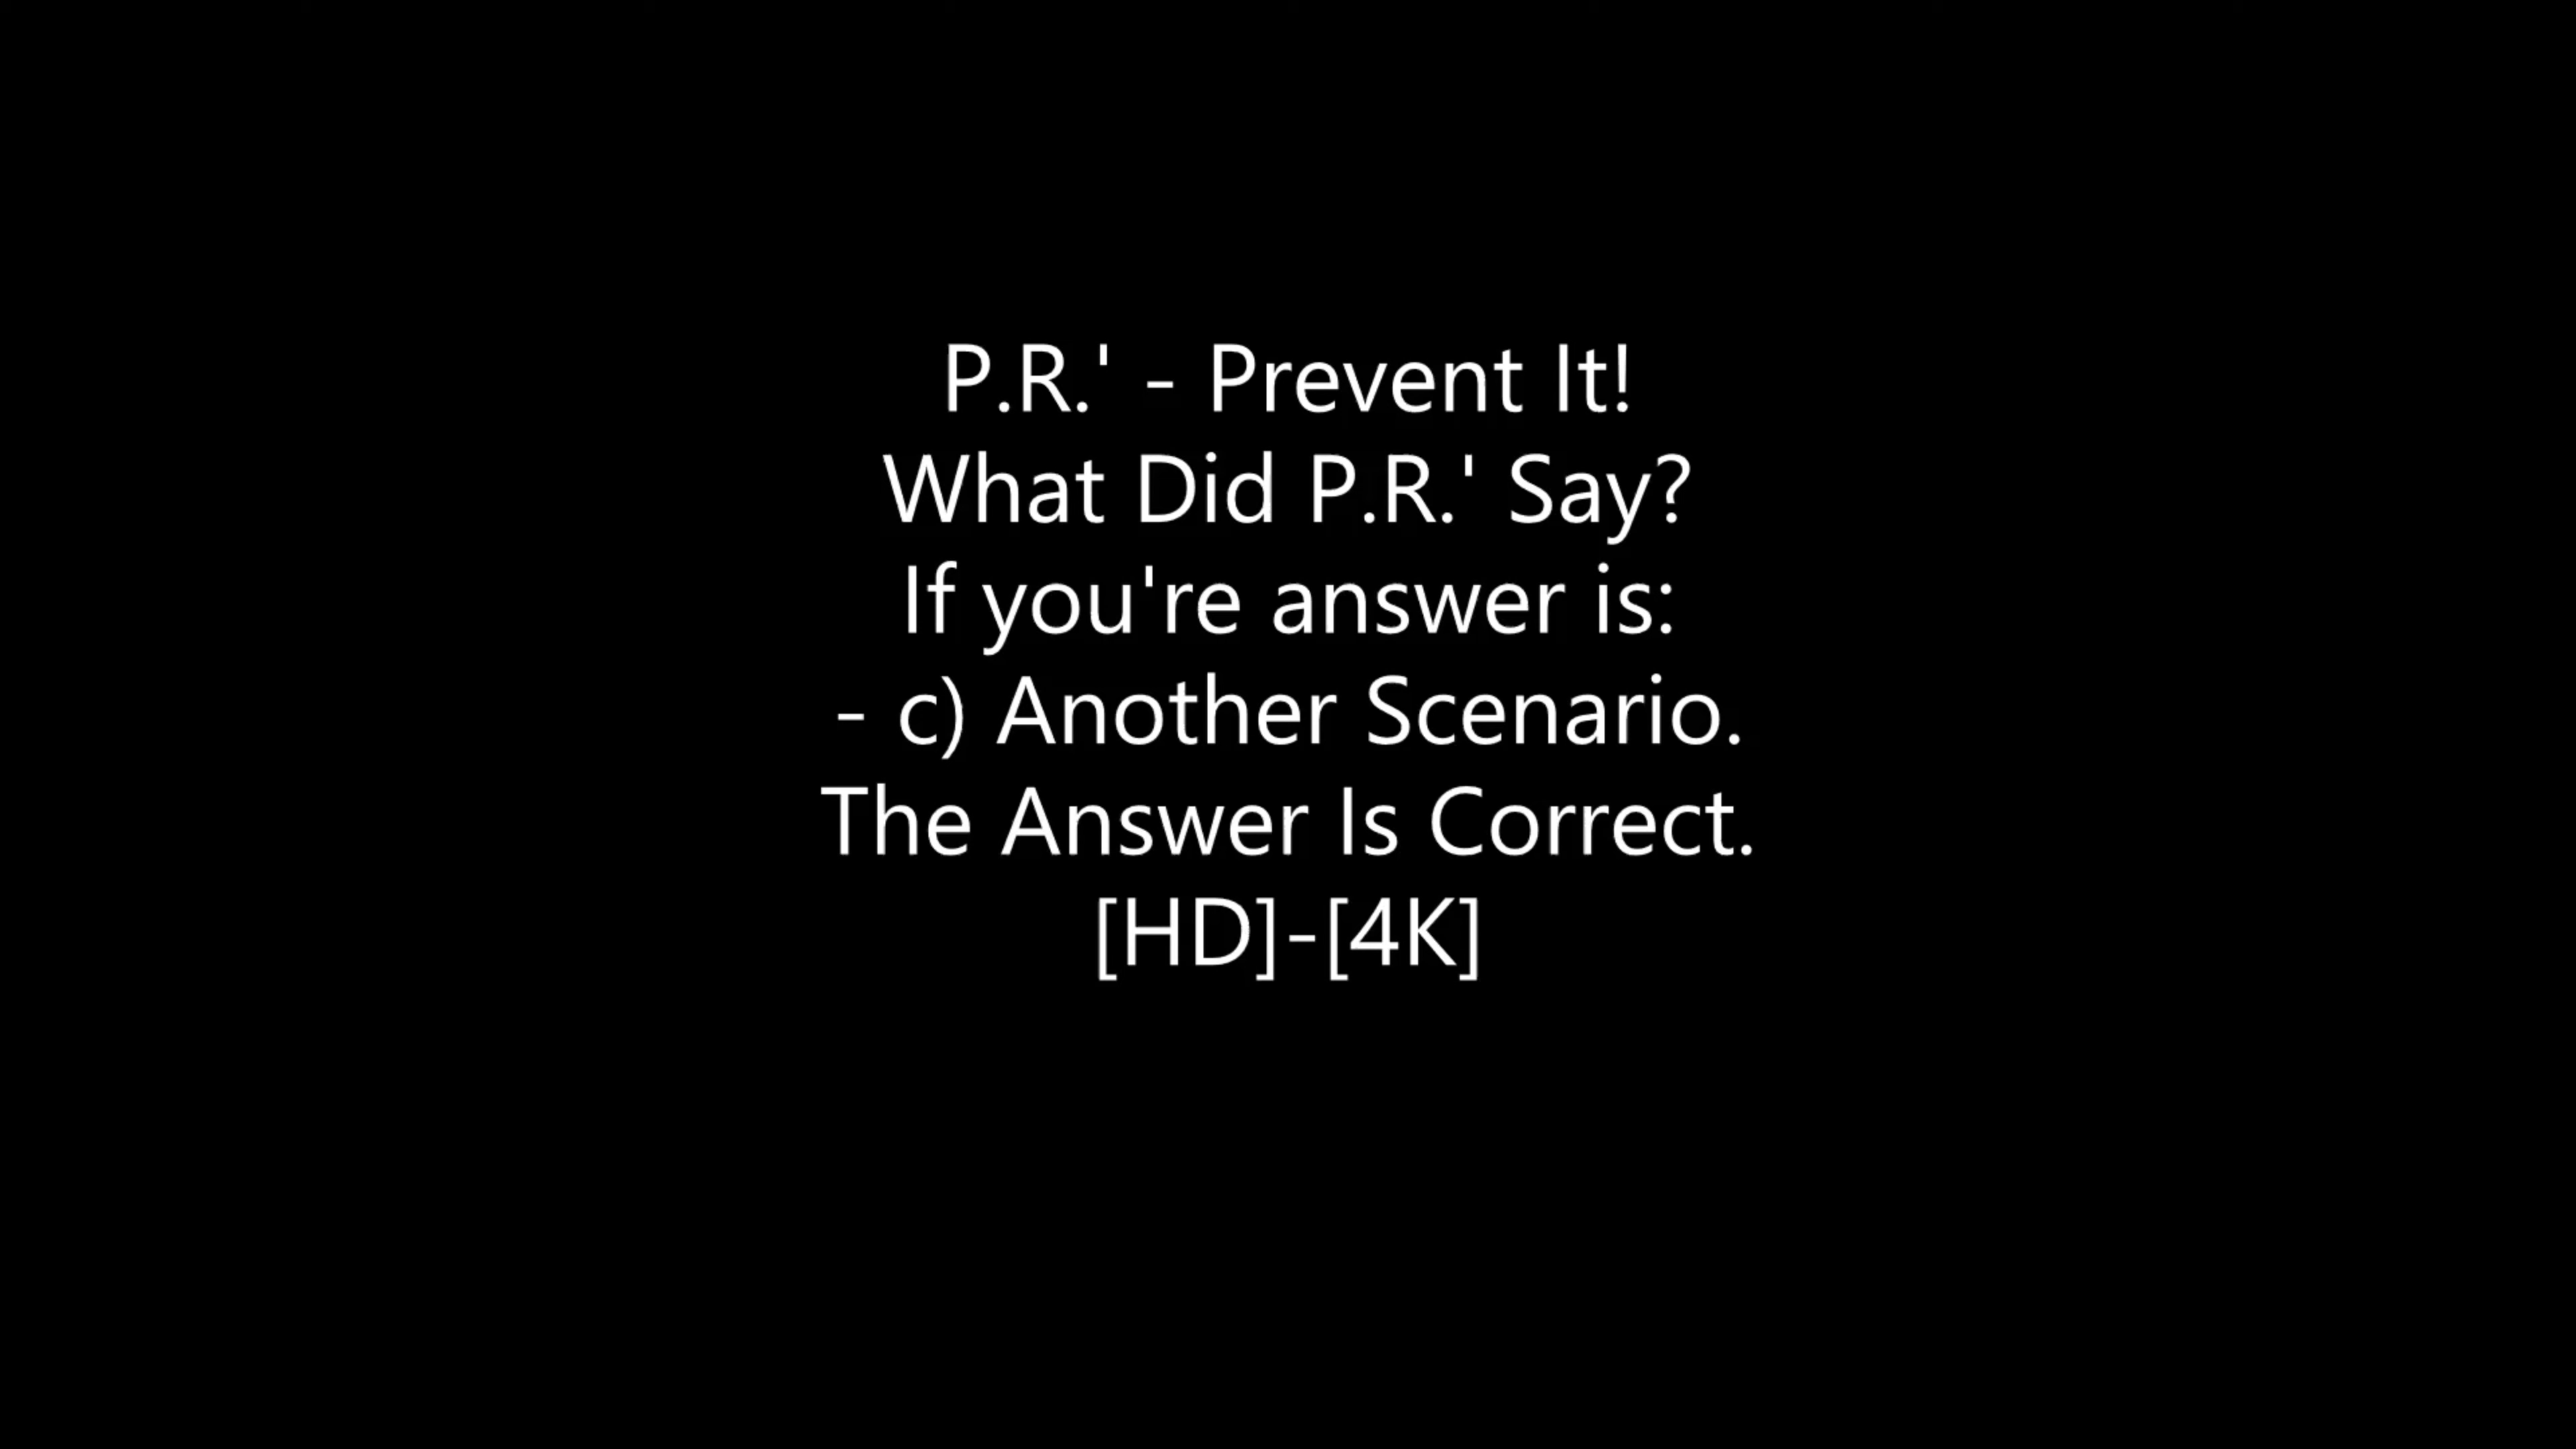 P.R.' - Prevent It!
What Did P.R.' Say?
If you're answer is:
- c) Another Scenario.
The Answer Is Correct.
[HD]-[4K]